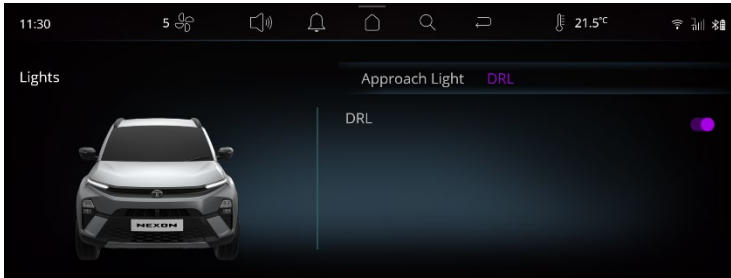 11:30 5 21.5°C
Lights
Approach Light DRL
DRL
NEXON